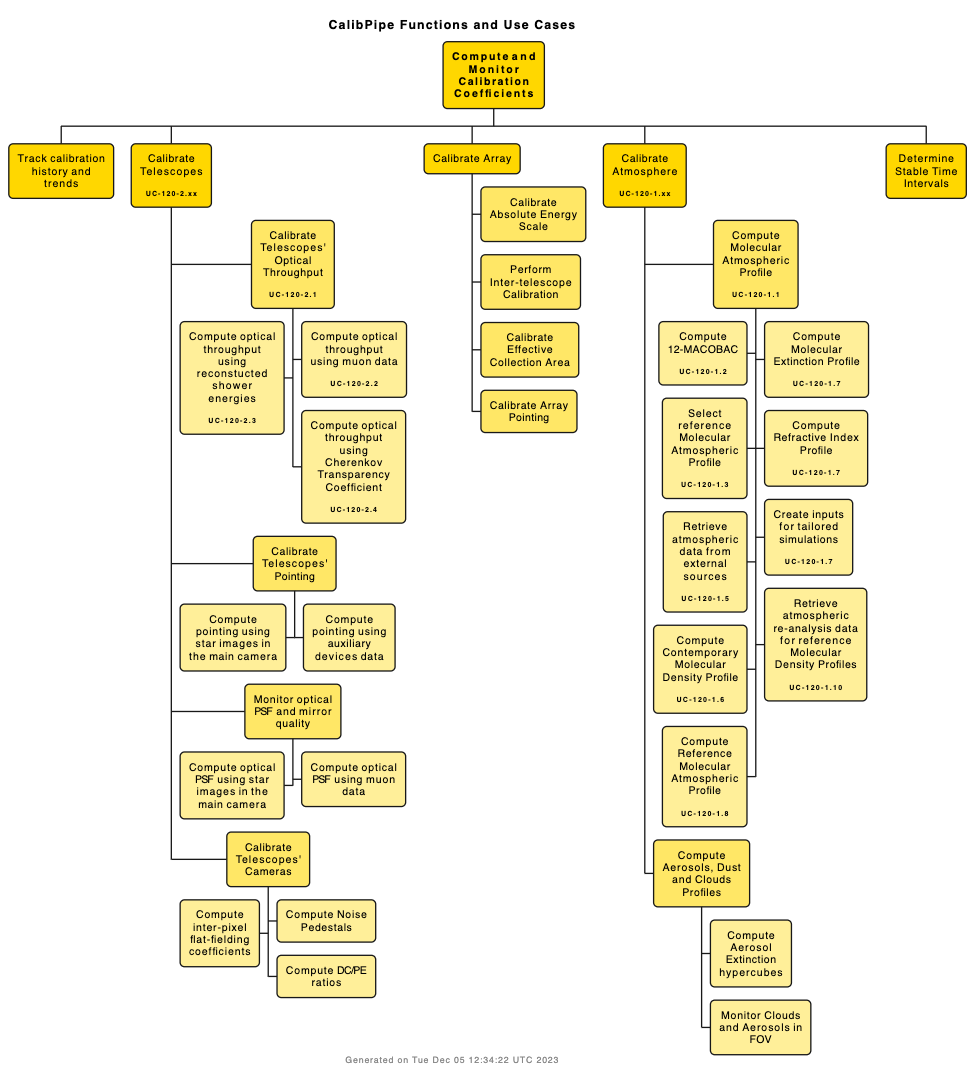 CalibPipe Functions and Use Cases
Compute and
Monitor
Calibration
Coefficients
Track calibration
history and
trends
Calibrate
Telescopes
UC-120-2.xx
Calibrate Array
Calibrate
Atmosphere
UC-120-1.xx
Determine
Stable Time
Intervals
Calibrate
Telescopes'
Optical
Throughput
UC-120-2.1
Compute optical
throughput
using
reconstucted
shower
energies
UC-120-2.3
Compute optical
throughput
using muon data
UC-120-2.2
Compute optical
throughput
using
Cherenkov
Transparency
Coefficient
UC-120-2.4
Calibrate
Telescopes'
Pointing
Compute
pointing using
star images in
the main camera
Compute
pointing using
auxiliary
devices data
Monitor optical
PSF and mirror
quality
Compute optical
PSF using star
images in the
main camera
Compute optical
PSF using muon
data
Calibrate
Telescopes'
Cameras
Compute
inter-pixel
flat-fielding
coefficients
Compute Noise
Pedestals
Compute DC/PE
ratios
Calibrate
Absolute Energy
Scale
Perform
Inter-telescope
Calibration
Calibrate
Effective
Collection Area
Calibrate Array
Pointing
Compute
Molecular
Atmospheric
Profile
UC-120-1.1
Compute
12-MACOBAC
UC-120-1.2
Compute
Molecular
Extinction Profile
UC-120-1.7
Select
reference
Molecular
Atmospheric
Profile
UC-120-1.3
Compute
Refractive Index
Profile
UC-120-1.7
Retrieve
atmospheric
data from
external
sources
UC-120-1.5
Create inputs
for tailored
simulations
UC-120-1.7
Compute
Contemporary
Molecular
Density Profile
UC-120-1.6
Retrieve
atmospheric
re-analysis data
for reference
Molecular
Density Profiles
UC-120-1.10
Compute
Reference
Molecular
Atmospheric
Profile
UC-120-1.8
Compute
Aerosols, Dust
and Clouds
Profiles
Compute
Aerosol
Extinction
hypercubes
Monitor Clouds
and Aerosols in
FOV
Generated on Tue Dec 05 12:34:22 UTC 2023